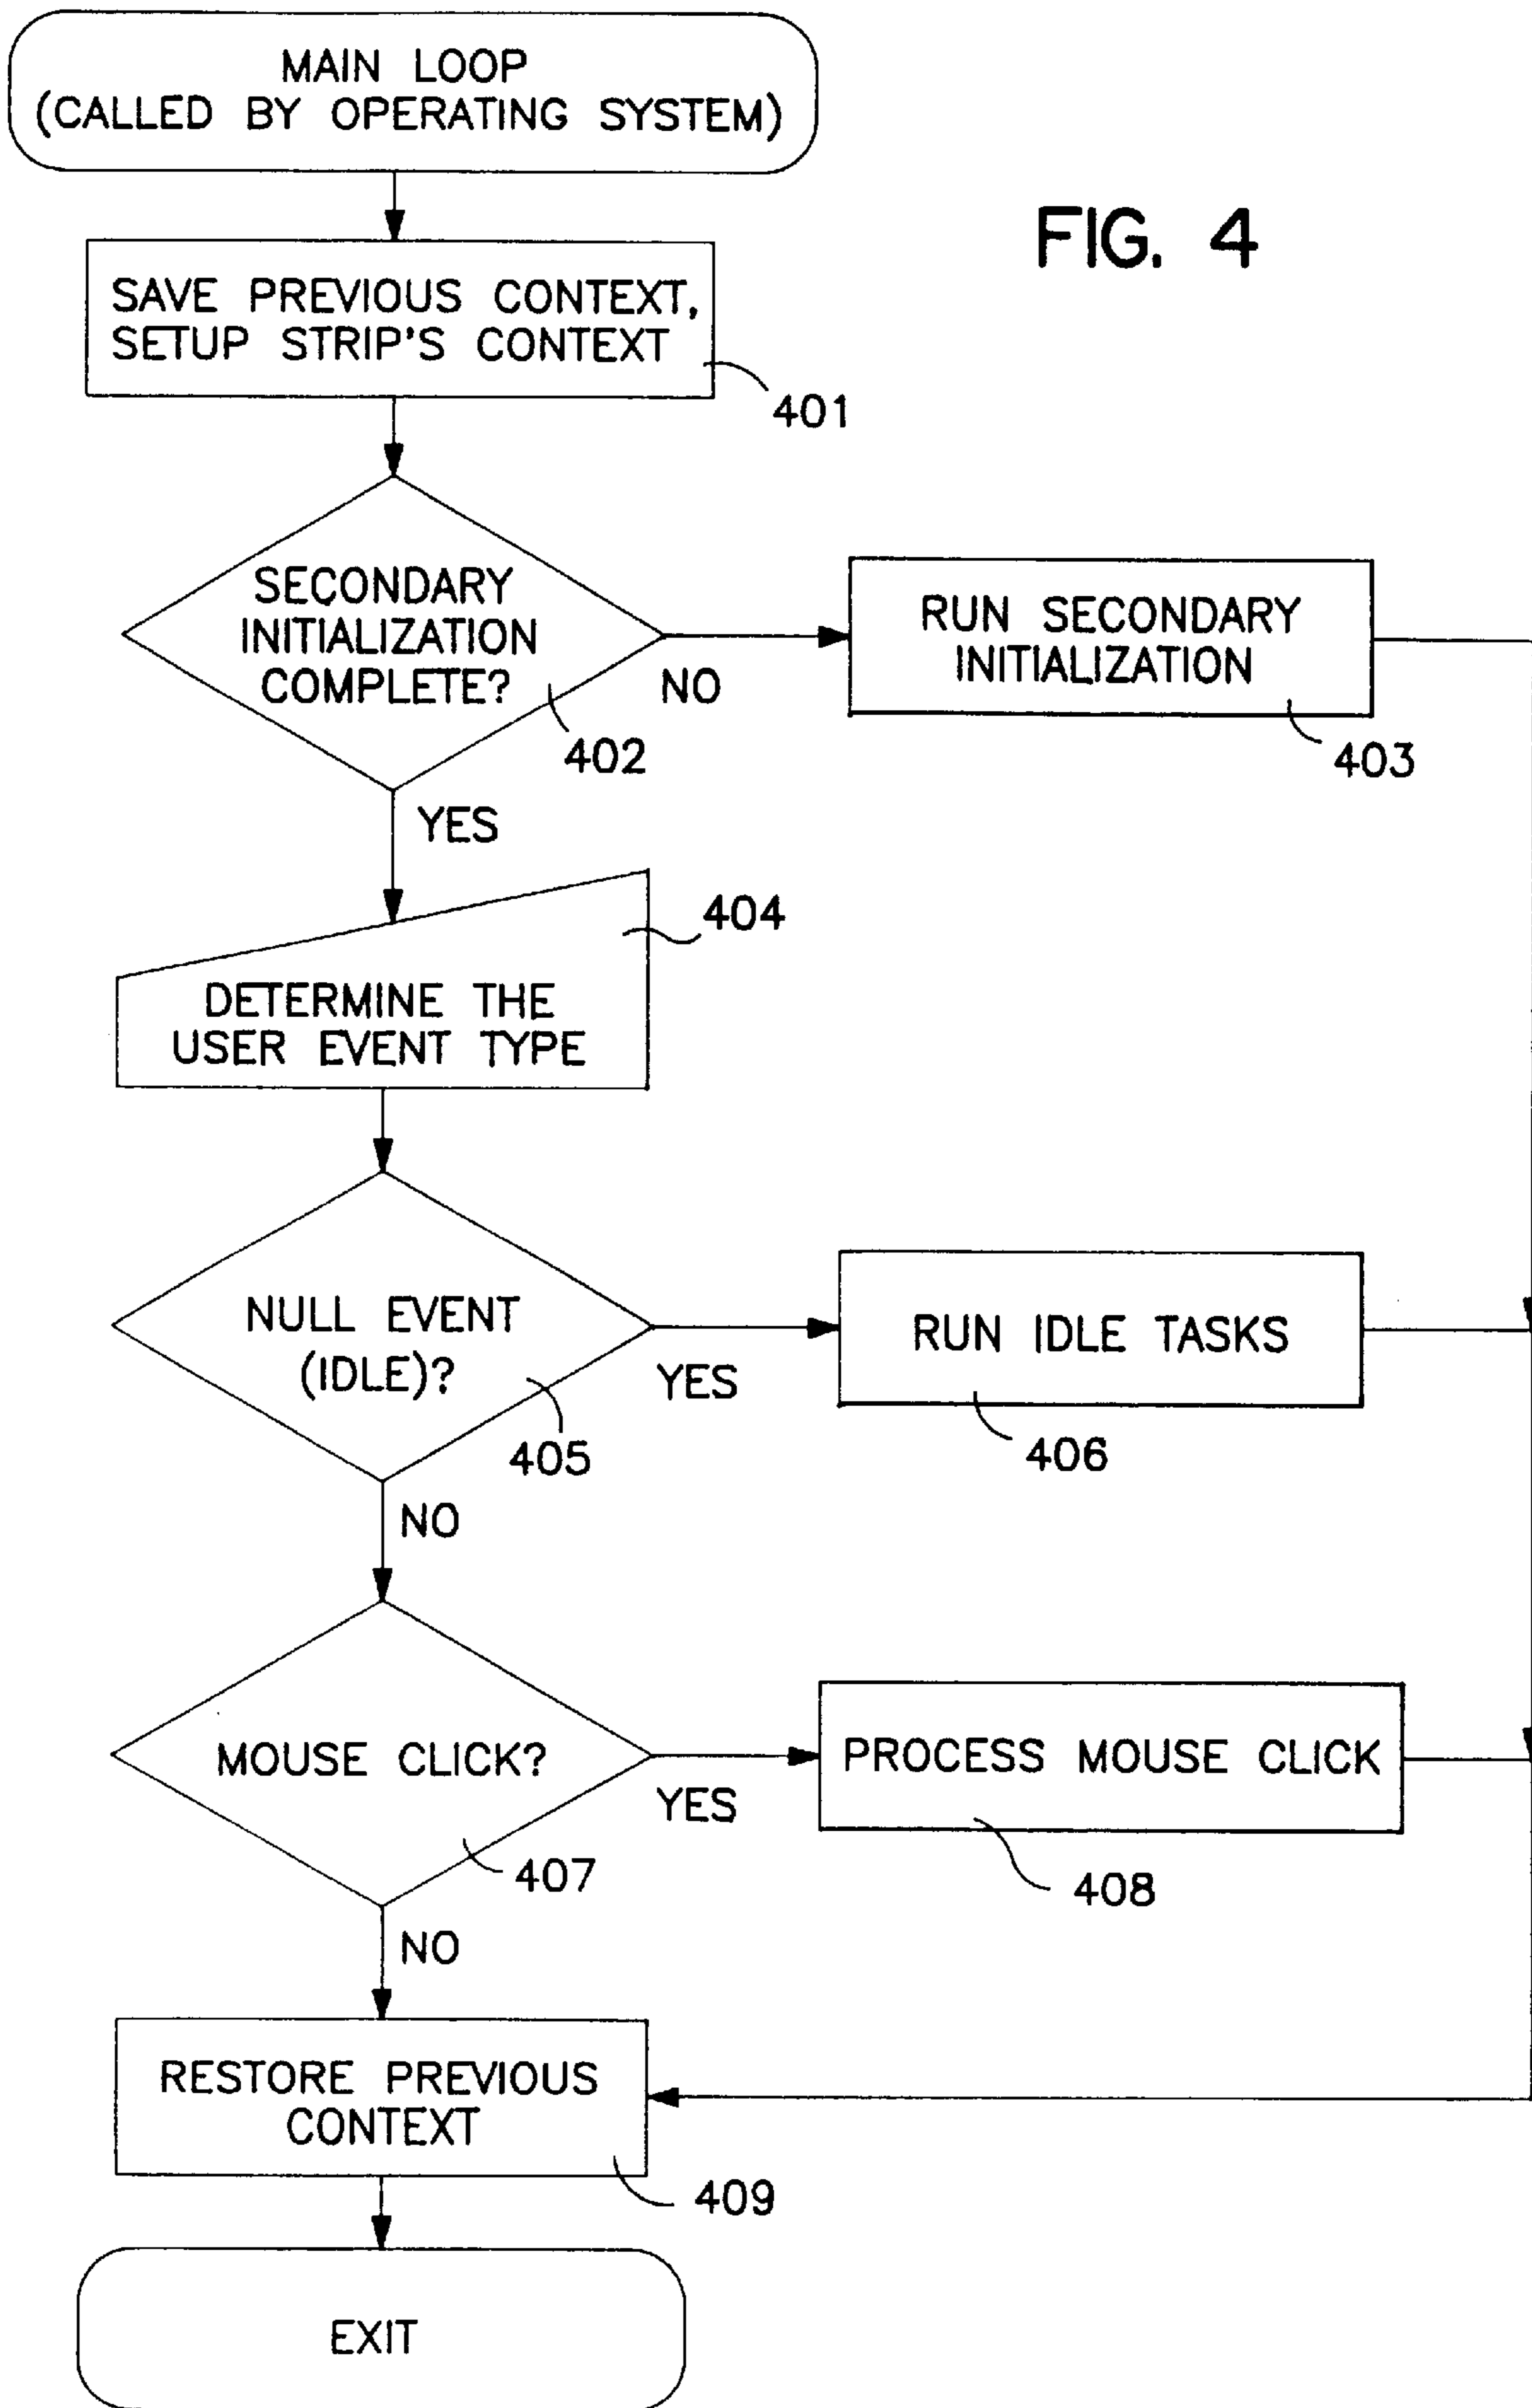 MAIN LOOP
(CALLED BY OPERATING SYSTEM)
FIG. 4
SAVE PREVIOUS CONTEXT,
SETUP STRIP'S CONTEXT
401
SECONDARY
INITIALIZATION
COMPLETE?
402
NO
RUN SECONDARY
INITIALIZATION
403
YES
404
DETERMINE THE
USER EVENT TYPE
NULL EVENT
(IDLE)?
405
YES
RUN IDLE TASKS
406
NO
MOUSE CLICK?
407
YES
PROCESS MOUSE CLICK
408
NO
RESTORE PREVIOUS
CONTEXT
409
EXIT